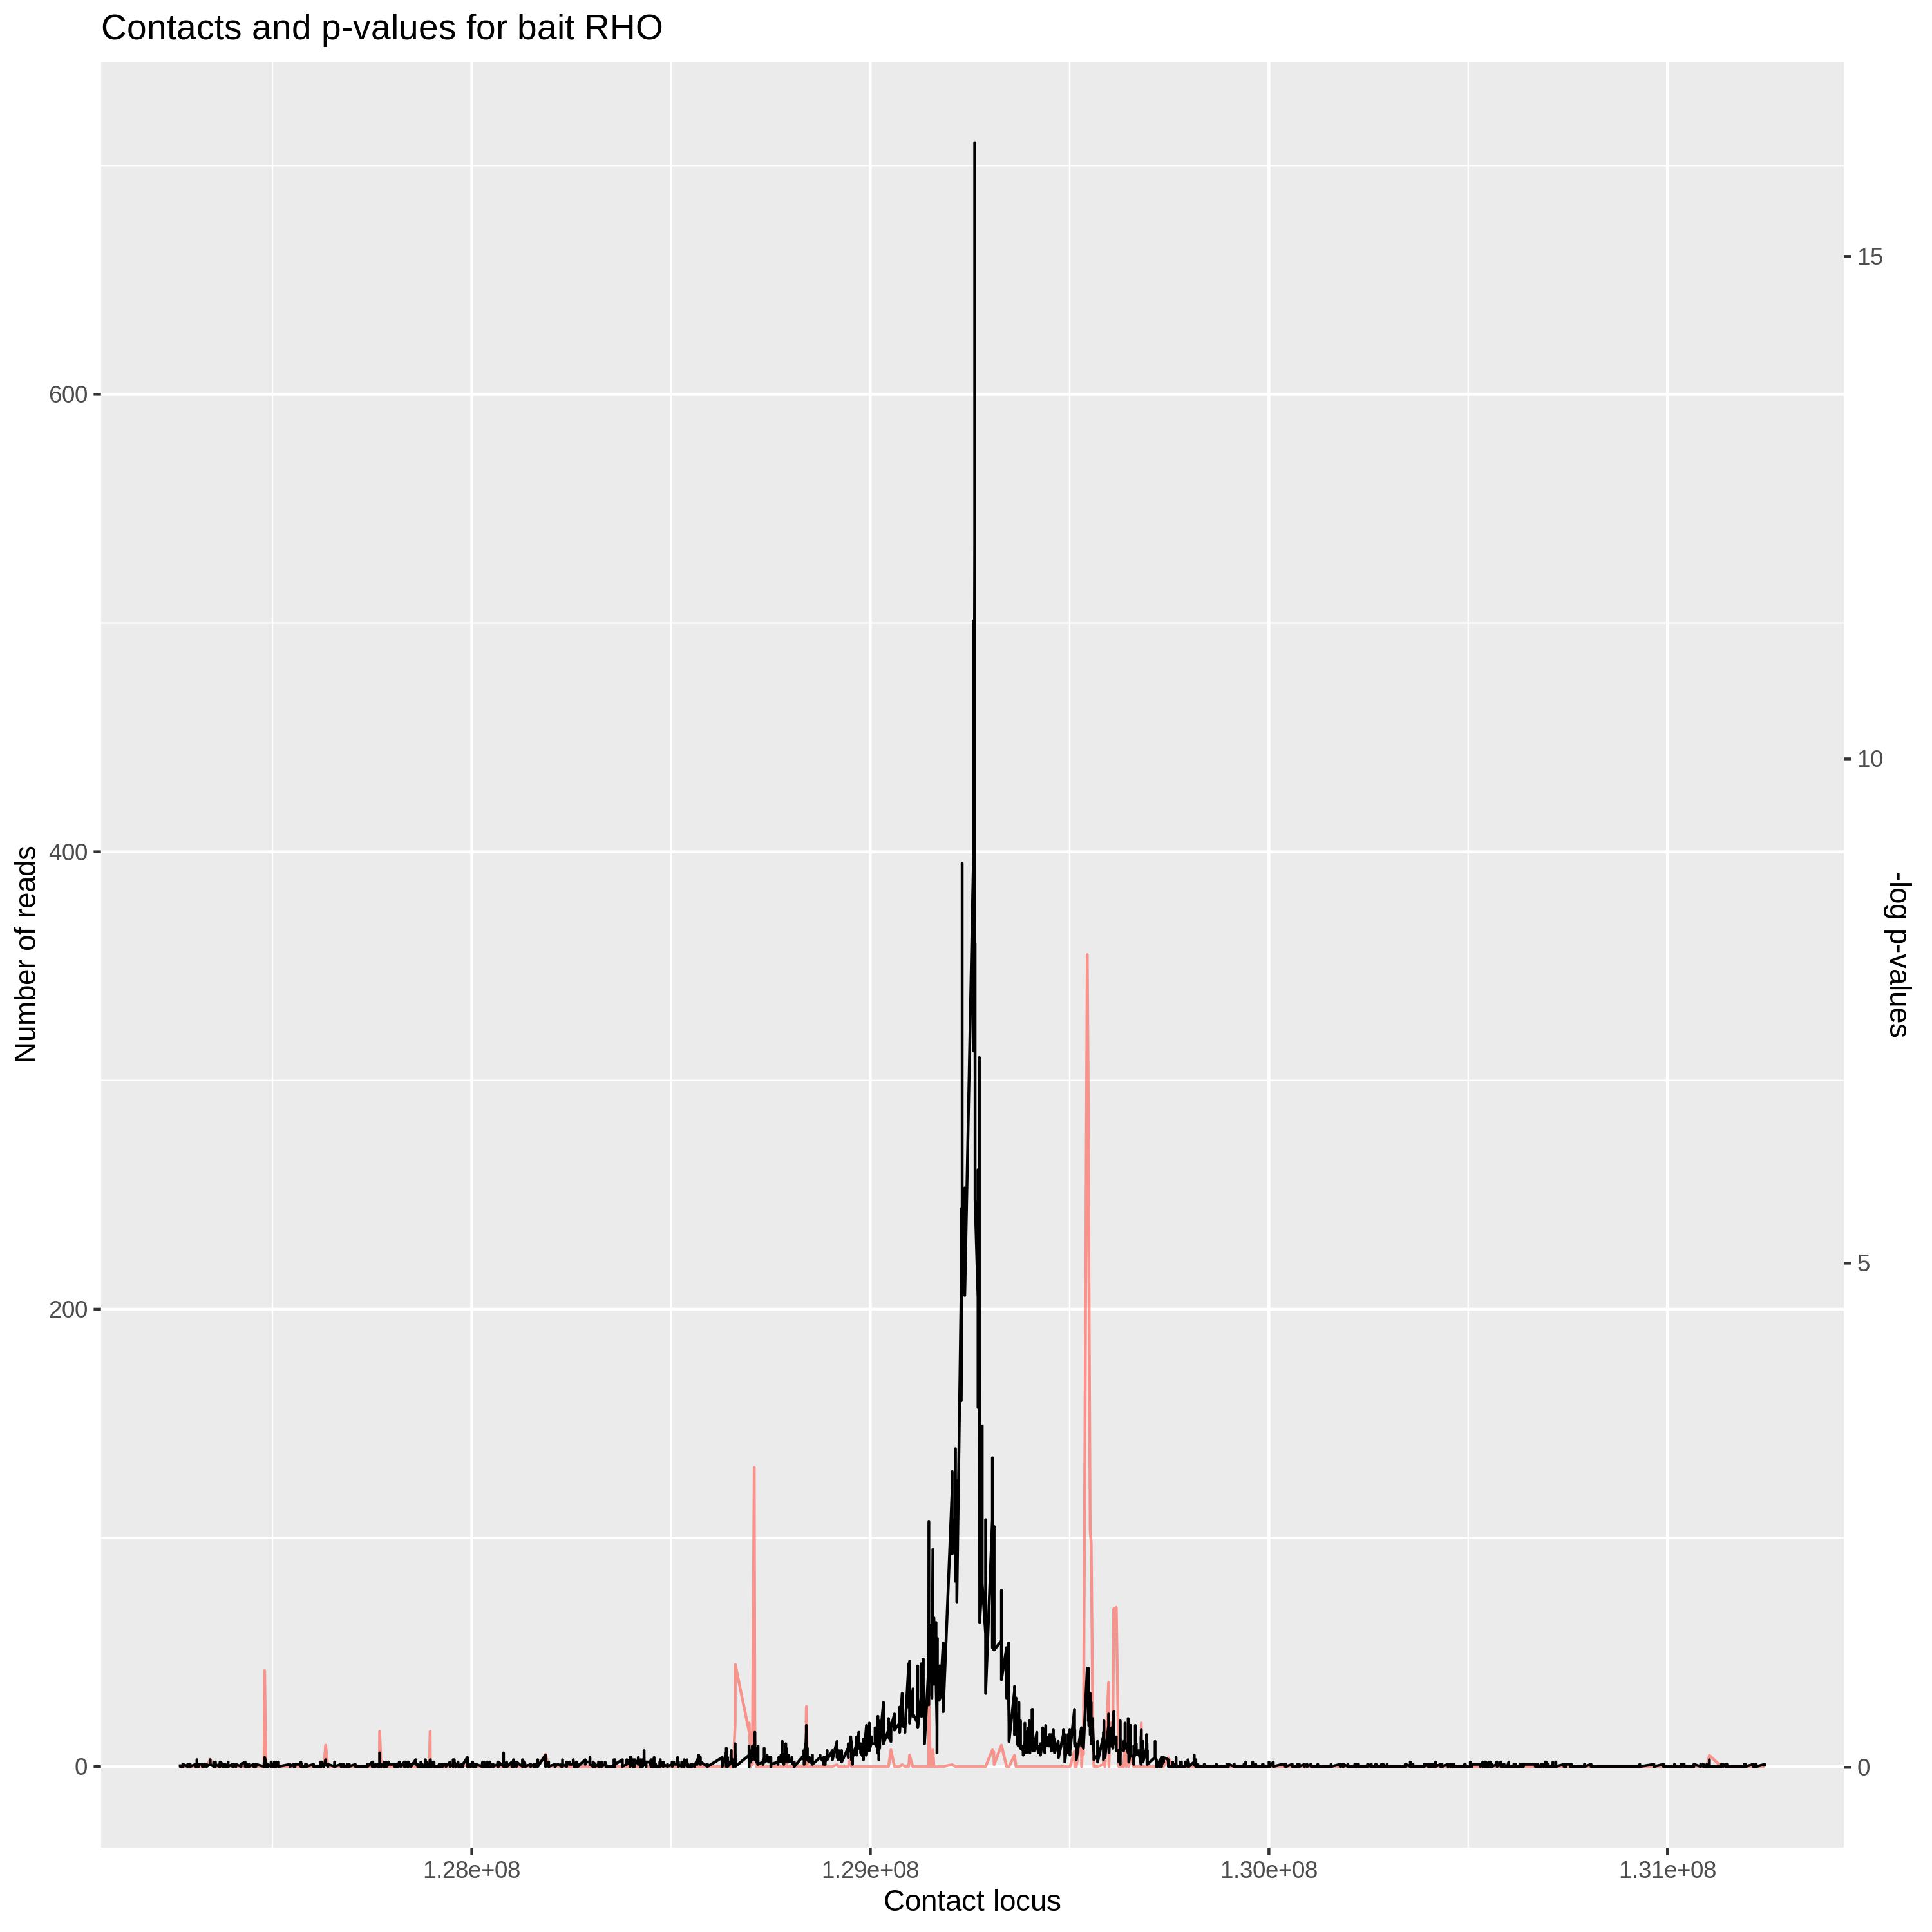 Contacts and p-values for bait RHO
Number of reads
600
400
200
0
15
10
5
0
-log p-values
1.28e+08
1.29e+08
1.30e+08
1.31e+08
Contact locus